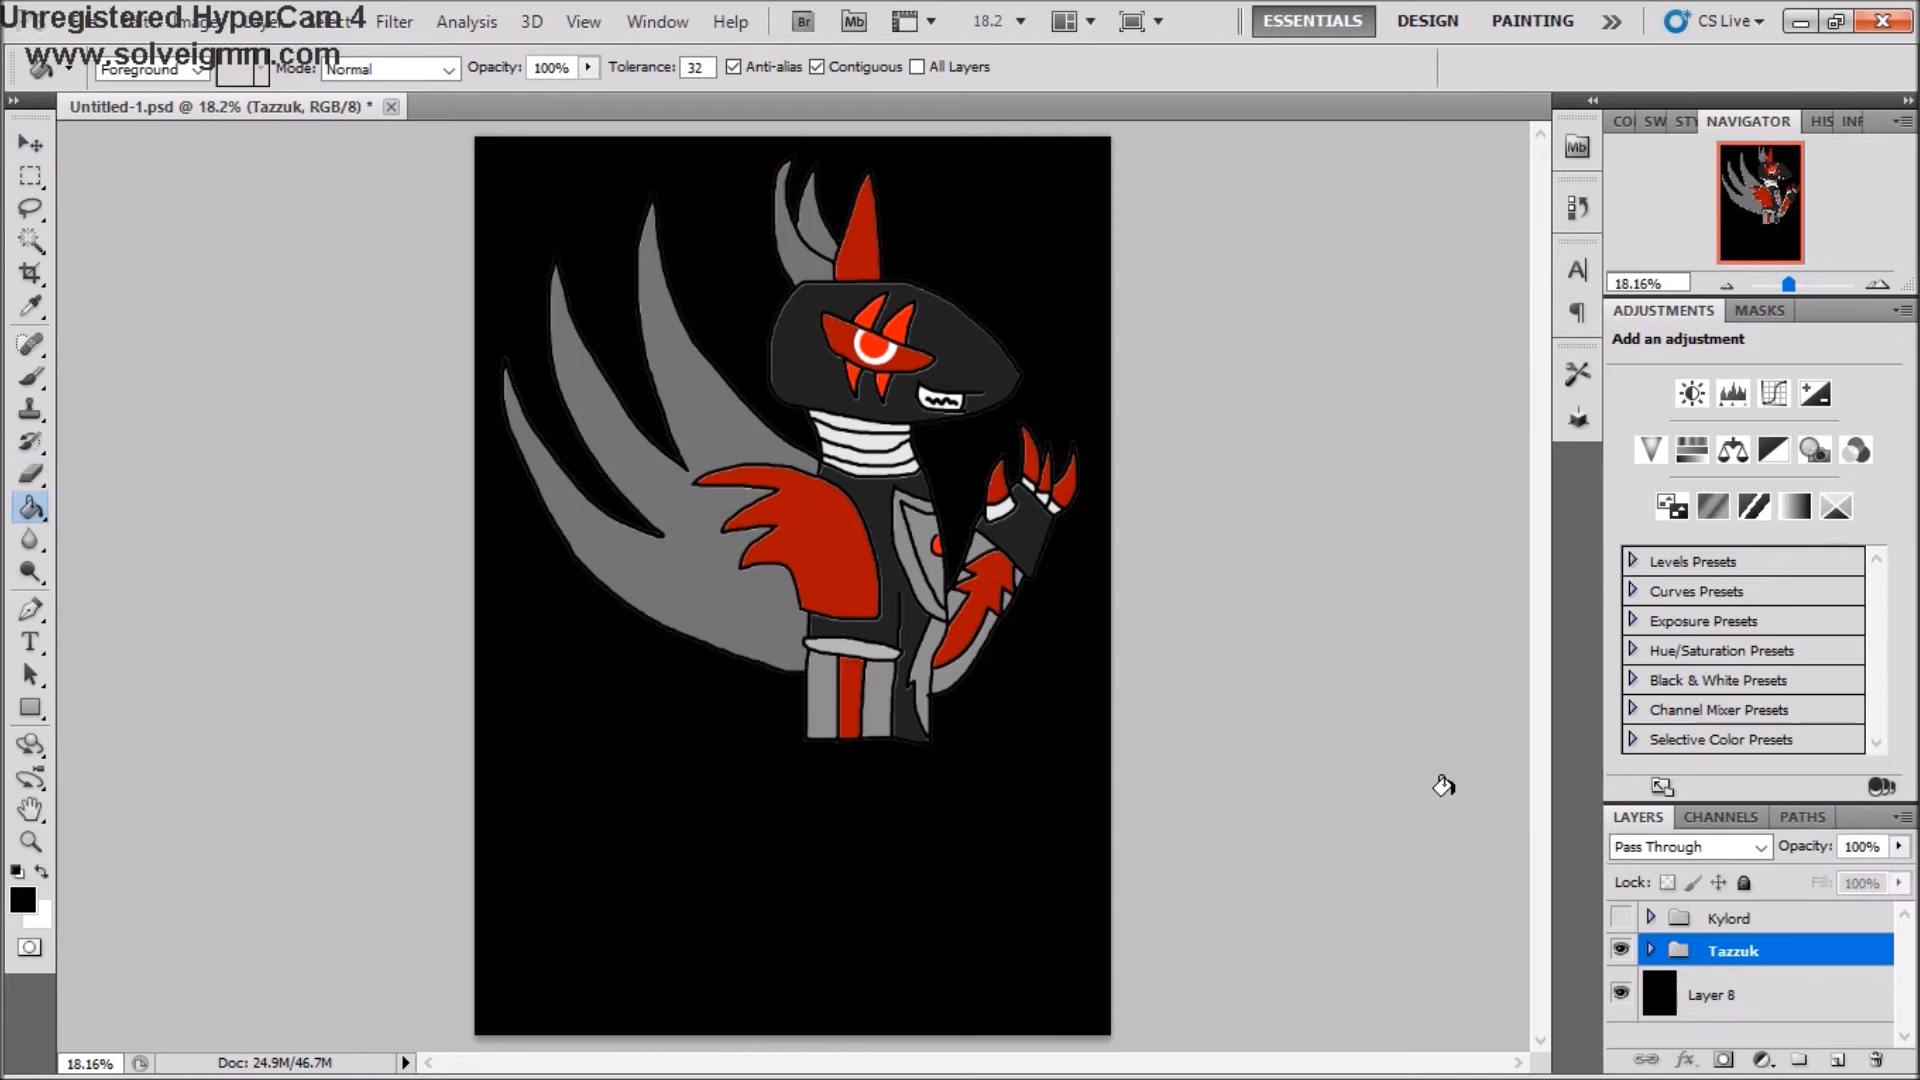 Unregistered HyperCam 4
www.solveigmm.com
Filter Analysis 3D View Window Help Br Mb 18.2 ESSENTIALS DESIGN PAINTING CS Live
Foreground Mode: Normal Opacity: 100% Tolerance: 32 Anti-alias Contiguous All Layers
Untitled-1.psd @ 18.2% (Tazzuk, RGB/8) *
COl SW STY NAVIGATOR HIS INF
Mb
18.16%
ADJUSTMENTS MASKS
Add an adjustment
Levels Presets
Curves Presets
Exposure Presets
Hue/Saturation Presets
Black & White Presets
Channel Mixer Presets
Selective Color Presets
LAYERS CHANNELS PATHS
Pass Through Opacity: 100%
Lock: Fill: 100%
Kylord
Tazzuk
Layer 8
18.16% Doc: 24.9M/46.7M